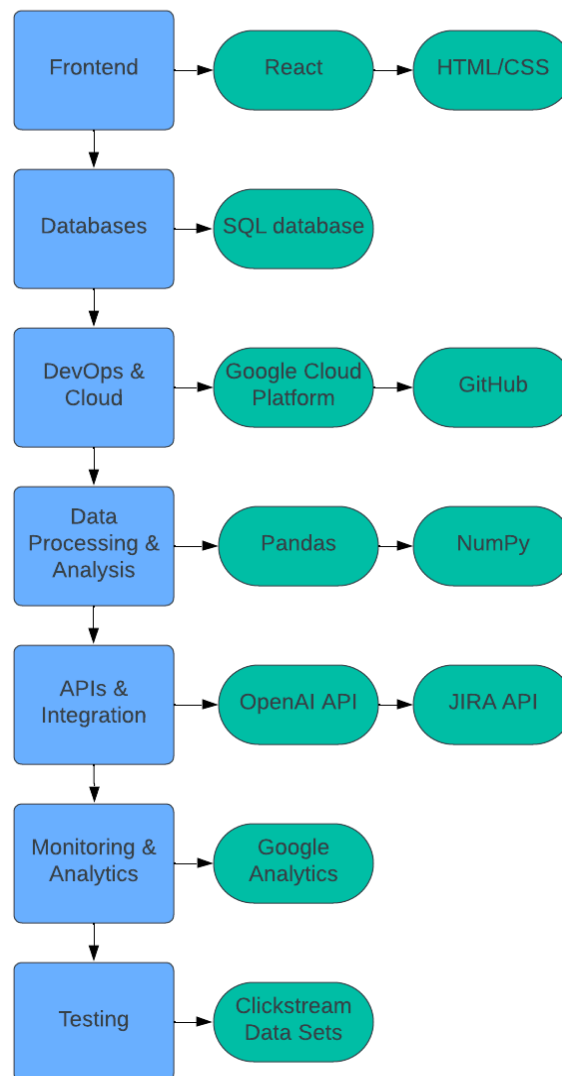 Frontend
React
HTML/CSS
Databases
SQL database
DevOps &
Cloud
Google Cloud
Platform
GitHub
Data
Processing &
Analysis
Pandas
NumPy
APIs &
Integration
OpenAI API
JIRA API
Monitoring &
Analytics
Google
Analytics
Testing
Clickstream
Data Sets